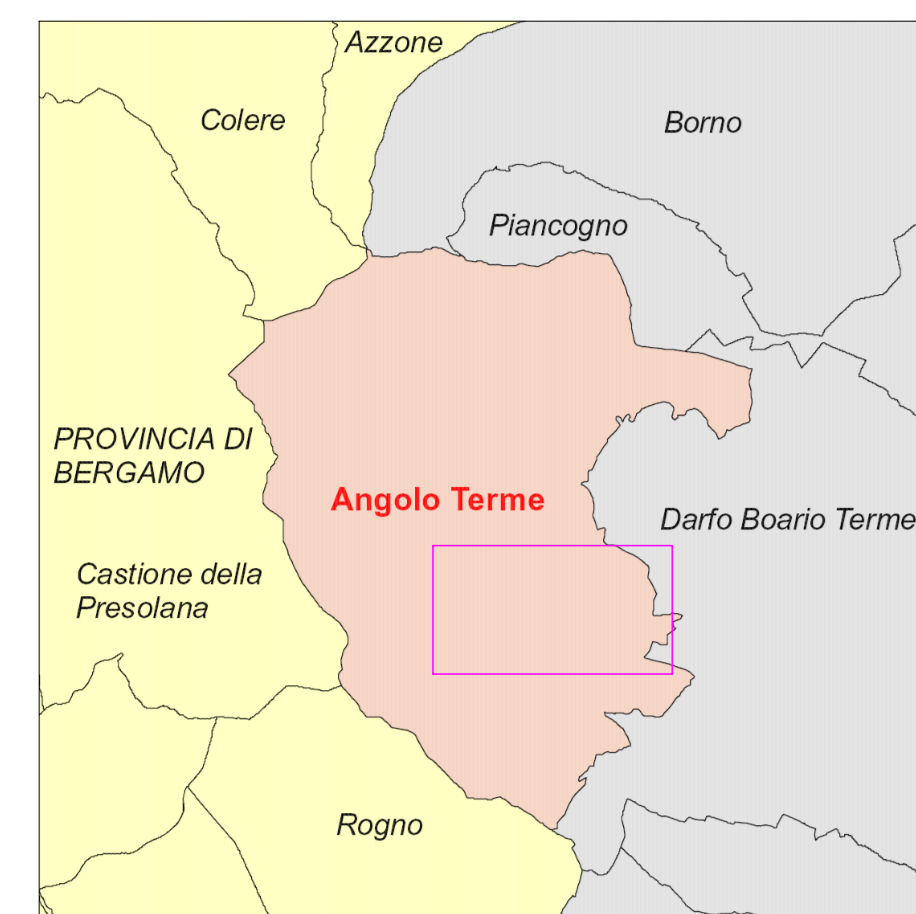 Azzone
Colere
Borno
Piancogno
PROVINCIA DI
BERGAMO
Angolo Terme
Darfo Boario Terme
Castione della
Presolana
Rogno